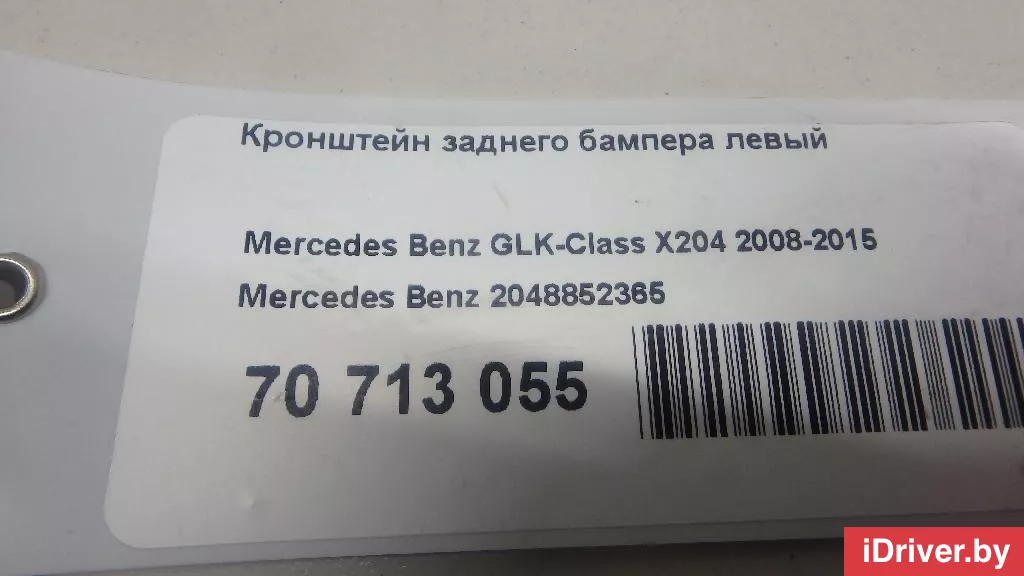 Кронштейн заднего бампера левый
Mercedes Benz GLK-Class X204 2008-2015
Mercedes Benz 2048852365
70 713 055
iDriver.by